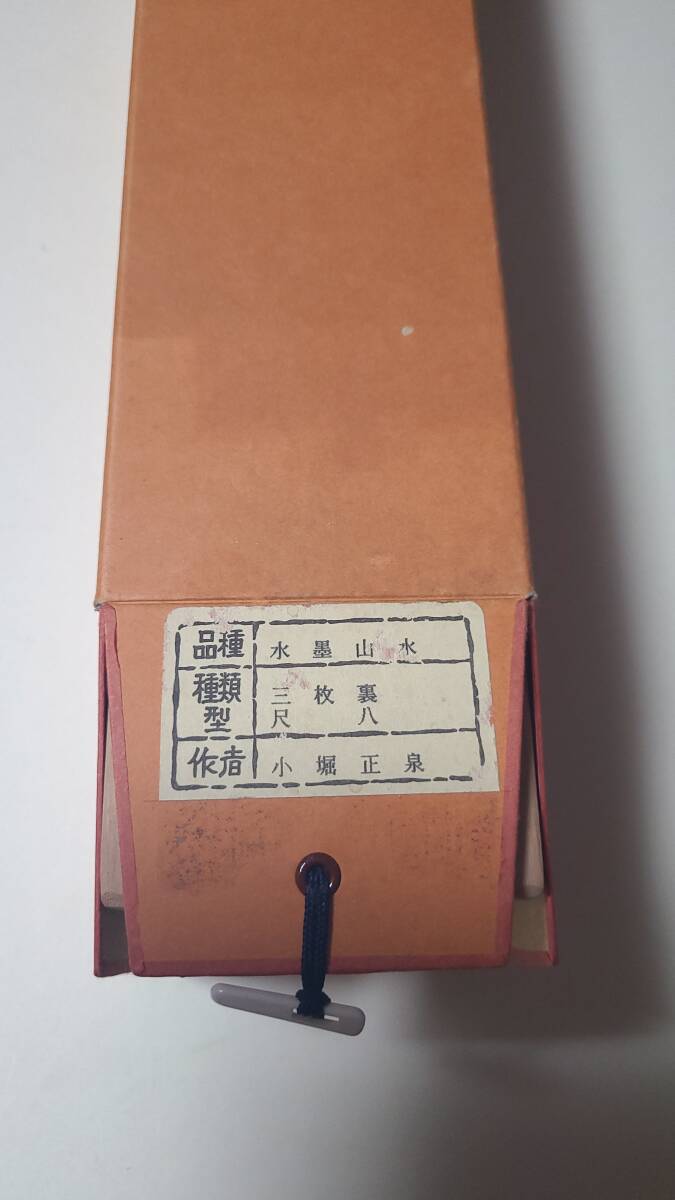 品種 水墨山水
種類 三枚裏
型 尺八
作者 小堀正泉